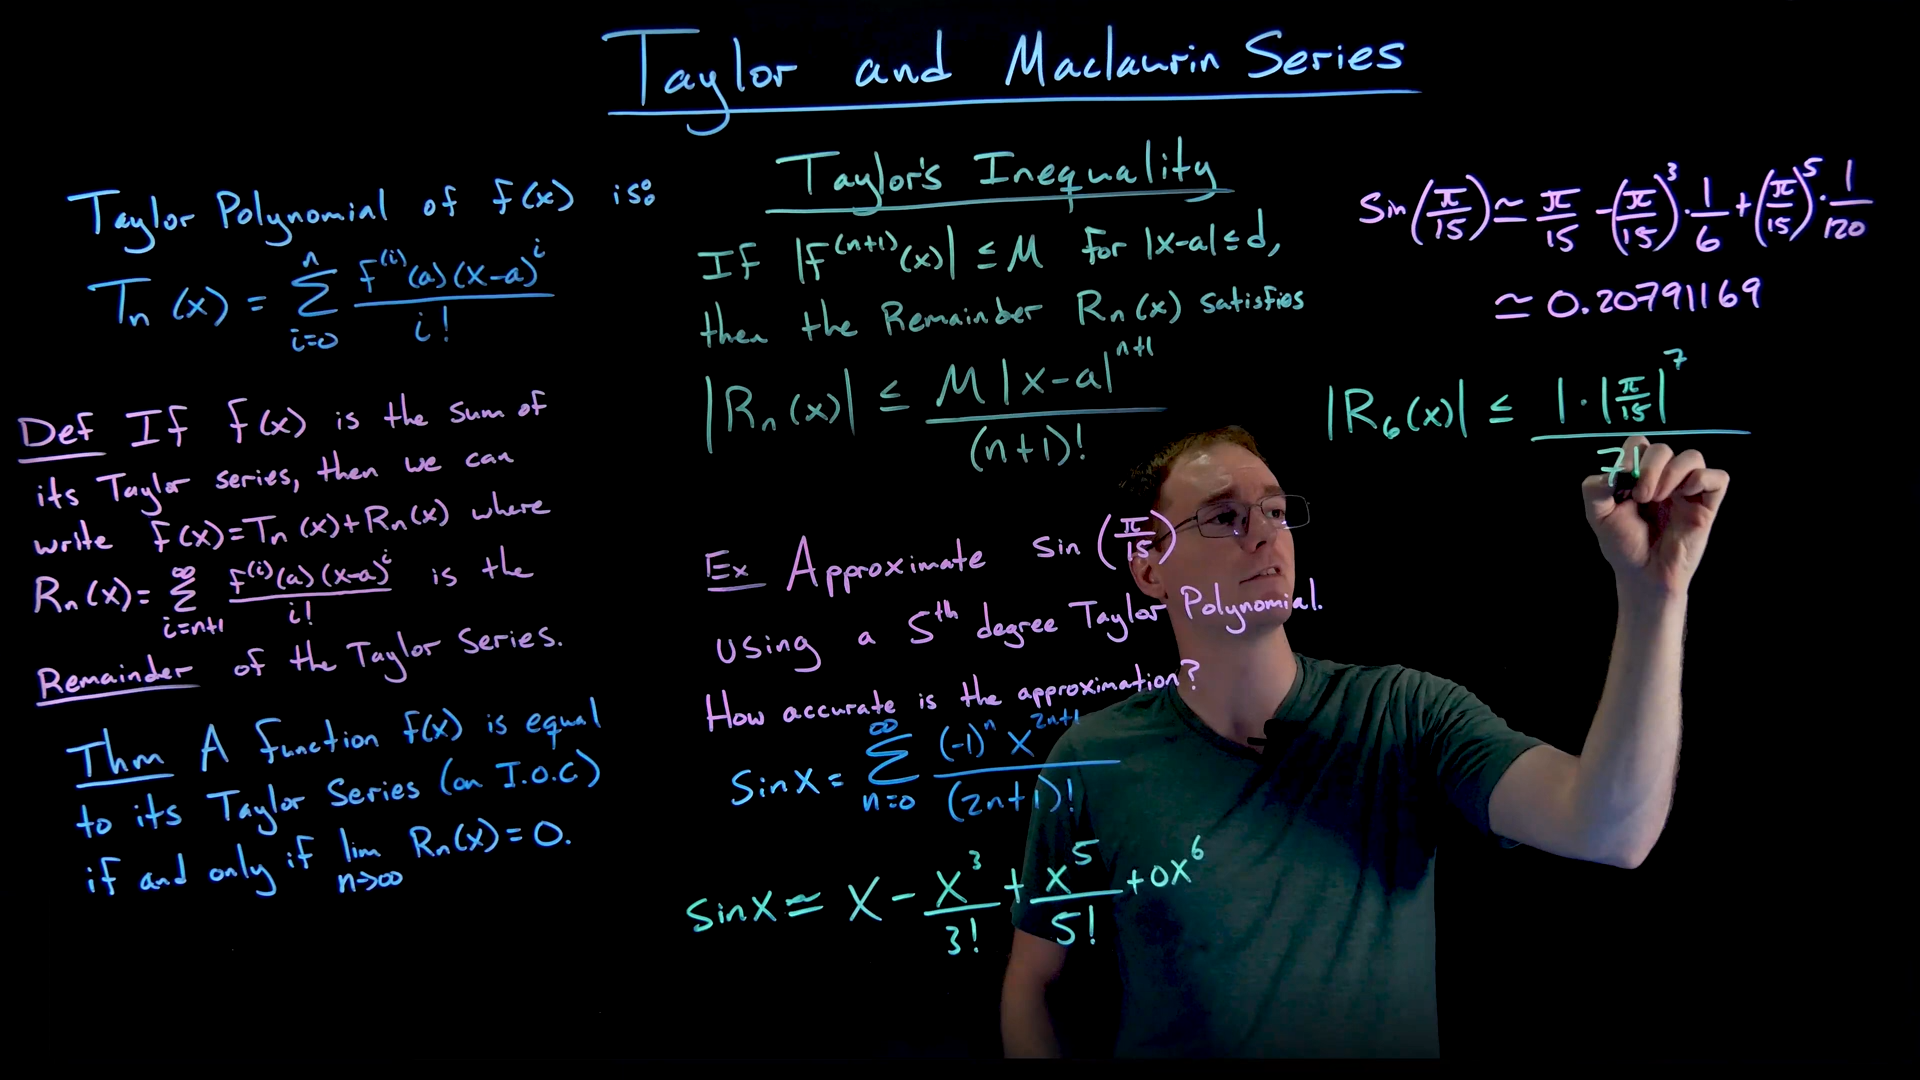 Taylor and Maclaurin Series
Taylor Polynomial of f(x) is:
Tn(x) = ∑_{i=0}^{n} f^{(i)}(a)(x-a)^i / i!
Def If f(x) is the sum of
its Taylor series, then we can
write f(x)=Tn(x)+Rn(x) where
Rn(x)= ∑_{i=n+1}^{∞} f^{(i)}(a)(x-a)^i / i! is the
Remainder of the Taylor Series.
Thm A function f(x) is equal
to its Taylor Series (on I.O.C)
if and only if lim_{n→∞} Rn(x)=0.
Taylor's Inequality
If |f^{(n+1)}(x)| ≤ M for |x-a| ≤ d,
then the Remainder Rn(x) satisfies
|Rn(x)| ≤ M|x-a|^{n+1} / (n+1)!
Ex Approximate sin(π/15)
using a 5th degree Taylor Polynomial.
How accurate is the approximation?
Sinx = ∑_{n=0}^{∞} (-1)^n x^{2n+1} / (2n+1)!
Sinx ≃ x - x^3/3! + x^5/5! + 0x^6
Sin(π/15) ≃ π/15 - (π/15)^3 · 1/6 + (π/15)^5 · 1/120
≃ 0.20791169
|R6(x)| ≤ 1·|π/15|^7 / 7!